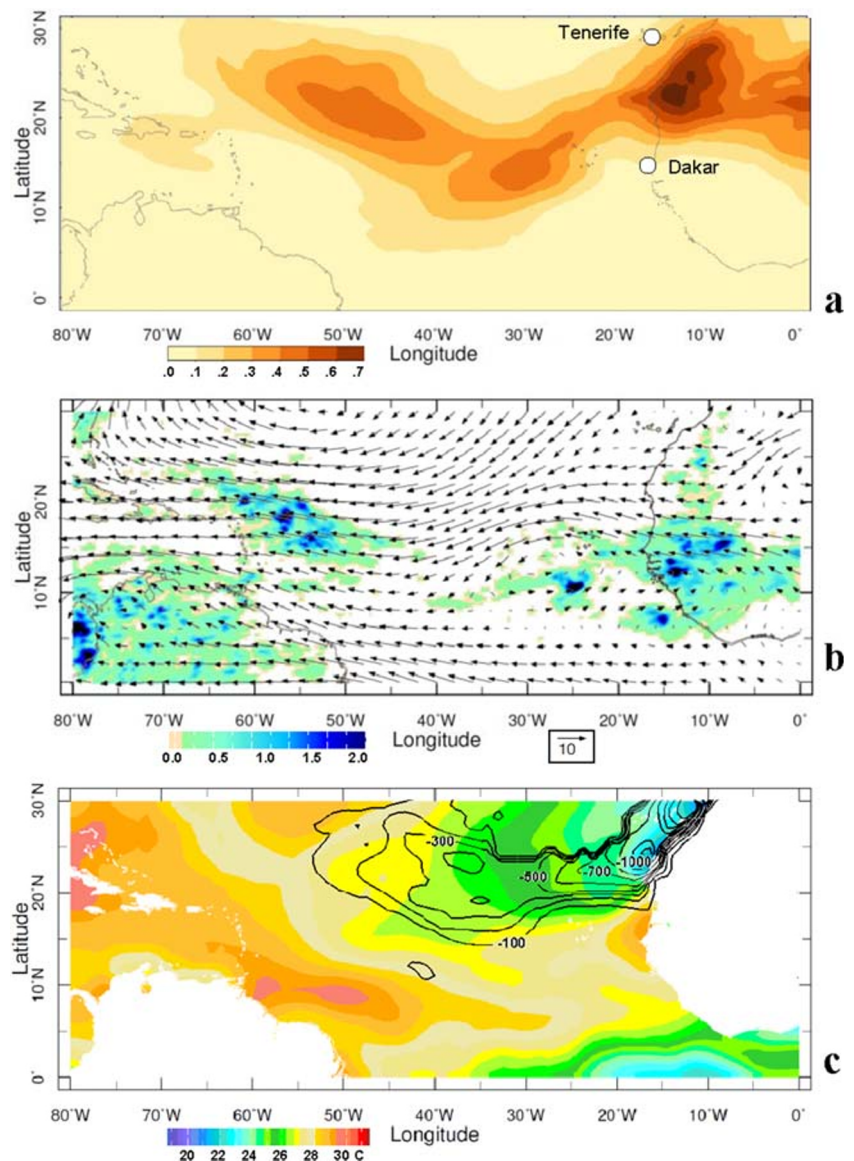 30°N
20°N
10°N
0°
Latitude
Tenerife
Dakar
a
80°W 70°W 60°W 50°W 40°W 30°W 20°W 10°W 0°
Longitude
.0 .1 .2 .3 .4 .5 .6 .7
20°N
10°N
Latitude
b
80°W 70°W 60°W 50°W 40°W 30°W 20°W 10°W 0°
Longitude
0.0 0.5 1.0 1.5 2.0
10
30°N
20°N
10°N
0°
Latitude
-300
-500
-700
-1000
-100
c
80°W 70°W 60°W 50°W 40°W 30°W 20°W 10°W 0°
Longitude
20 22 24 26 28 30 C